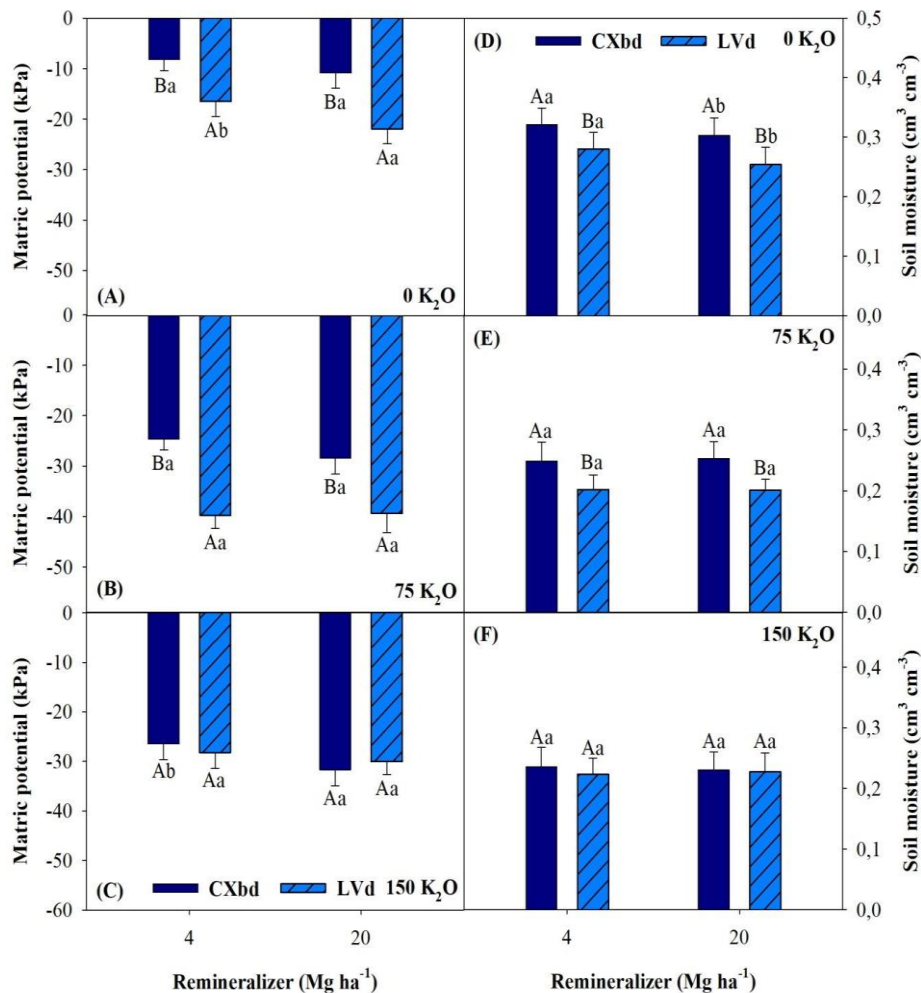 Matric potential (kPa)
0
-10
-20
-30
-40
-50
Ba
Ab
Ba
Aa
(A)
0 K₂O
(D)
CXbd
LVd
0 K₂O
Aa
Ba
Ab
Bb
0,5
0,4
0,3
0,2
0,1
0,0
Soil moisture (cm³ cm⁻³)
Matric potential (kPa)
0
-10
-20
-30
-40
-50
Ba
Aa
Ba
Aa
(B)
75 K₂O
(E)
75 K₂O
Aa
Ba
Aa
Ba
0,4
0,3
0,2
0,1
0,0
Soil moisture (cm³ cm⁻³)
Matric potential (kPa)
0
-10
-20
-30
-40
-50
-60
Ab
Aa
Aa
Aa
(C)
CXbd
LVd
150 K₂O
4
20
Remineralizer (Mg ha⁻¹)
(F)
150 K₂O
Aa
Aa
Aa
Aa
0,4
0,3
0,2
0,1
0,0
Soil moisture (cm³ cm⁻³)
4
20
Remineralizer (Mg ha⁻¹)